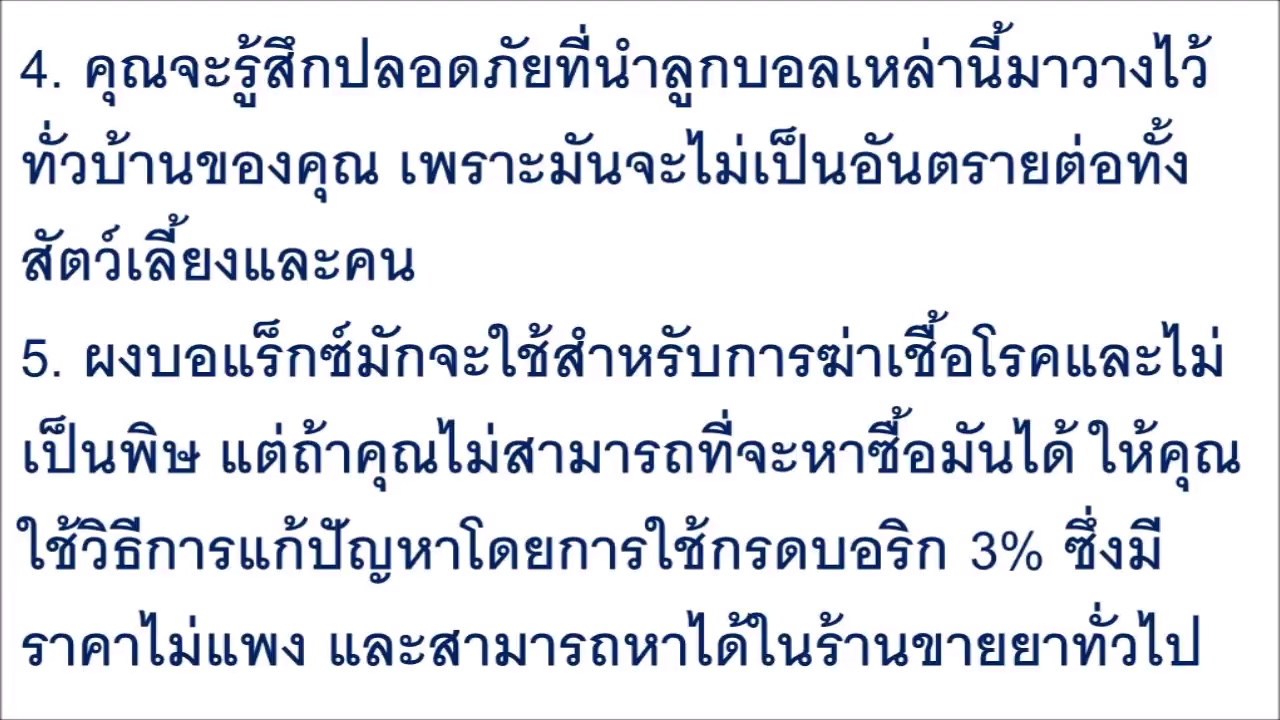 4. คุณจะรู้สึกปลอดภัยที่นำลูกบอลเหล่านี้มาวางไว้
ทั่วบ้านของคุณ เพราะมันจะไม่เป็นอันตรายต่อทั้ง
สัตว์เลี้ยงและคน
5. ผงบอแร็กซ์มักจะใช้สำหรับการฆ่าเชื้อโรคและไม่
เป็นพิษ แต่ถ้าคุณไม่สามารถที่จะหาซื้อมันได้ ให้คุณ
ใช้วิธีการแก้ปัญหาโดยการใช้กรดบอริก 3% ซึ่งมี
ราคาไม่แพง และสามารถหาได้ในร้านขายยาทั่วไป